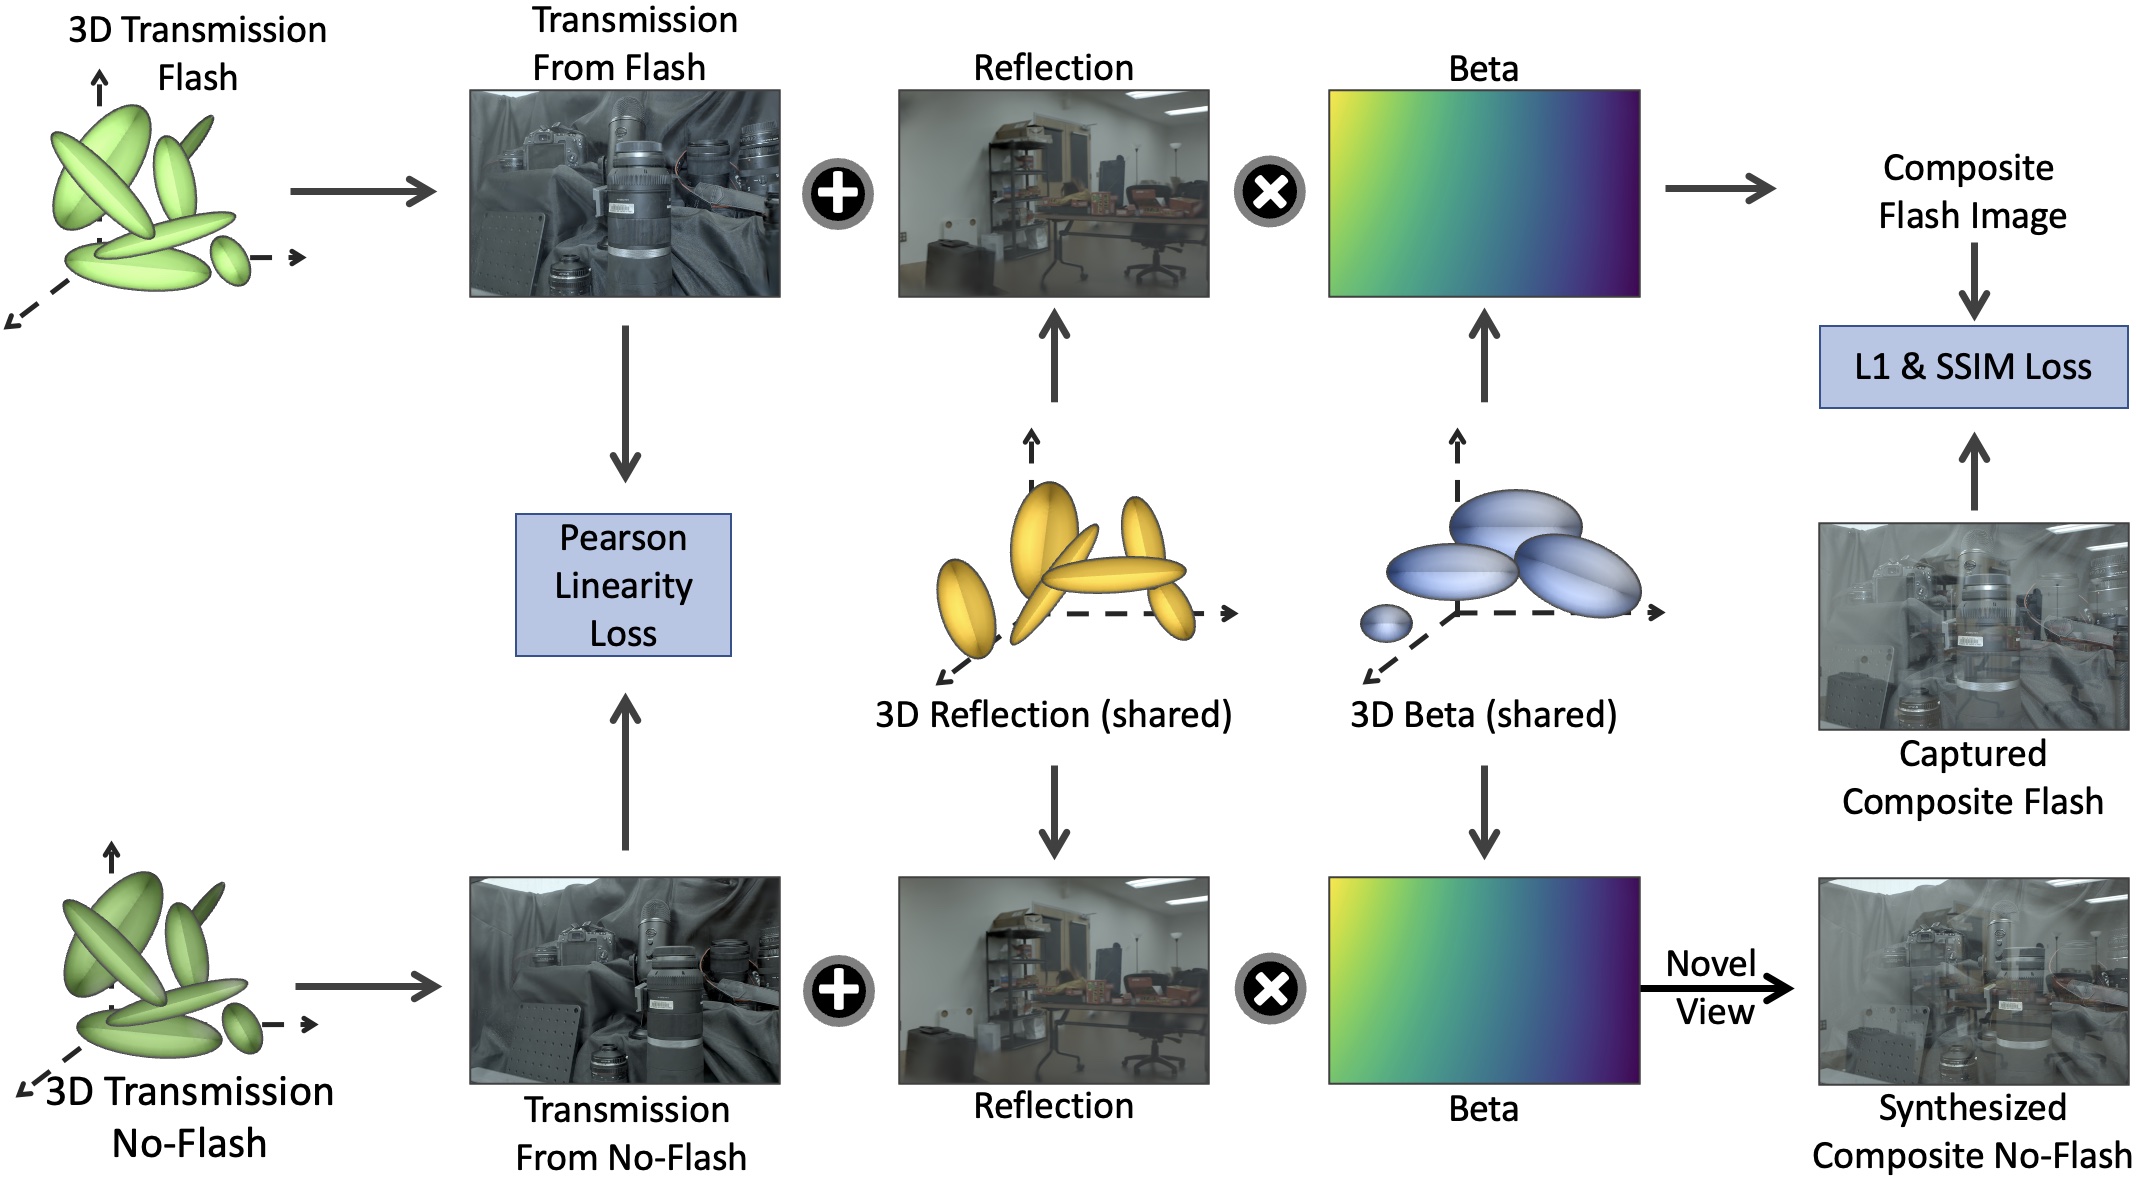 3D Transmission
Flash
Transmission
From Flash
Reflection
Beta
Composite
Flash Image
L1 & SSIM Loss
Pearson
Linearity
Loss
3D Reflection (shared)
3D Beta (shared)
Captured
Composite Flash
3D Transmission
No-Flash
Transmission
From No-Flash
Reflection
Beta
Novel
View
Synthesized
Composite No-Flash